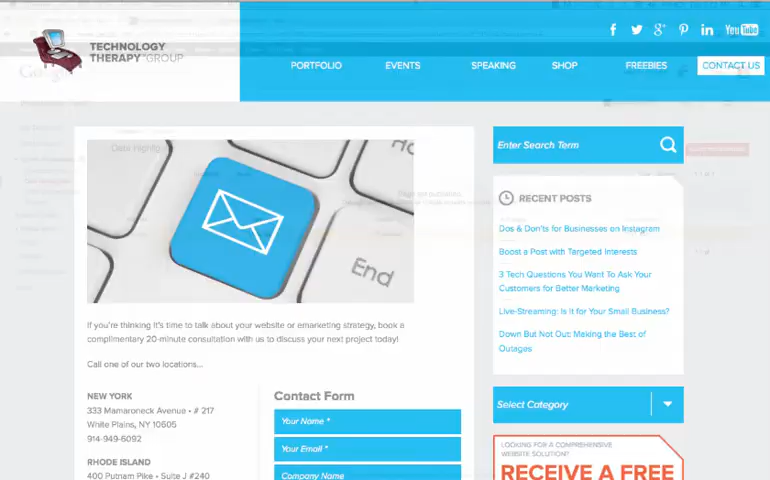 TECHNOLOGY
THERAPY GROUP
You Tube
PORTFOLIO EVENTS SPEAKING SHOP FREEBIES CONTACT US
Enter Search Term
End
RECENT POSTS
Dos & Don'ts for Businesses on Instagram
Boost a Post with Targeted Interests
3 Tech Questions You Want To Ask Your
Customers for Better Marketing
Live-Streaming: Is it for Your Small Business?
Down But Not Out: Making the Best of
Outages
If you're thinking it's time to talk about your website or emarketing strategy, book a
complimentary 20-minute consultation with us to discuss your next project today!
Call one of our two locations...
NEW YORK
333 Mamaroneck Avenue • # 217
White Plains, NY 10605
914-949-6092
RHODE ISLAND
400 Putnam Pike • Suite J #240
Contact Form
Your Name *
Your Email *
Company Name
Select Category
LOOKING FOR A COMPREHENSIVE
WEBSITE SOLUTION?
RECEIVE A FREE